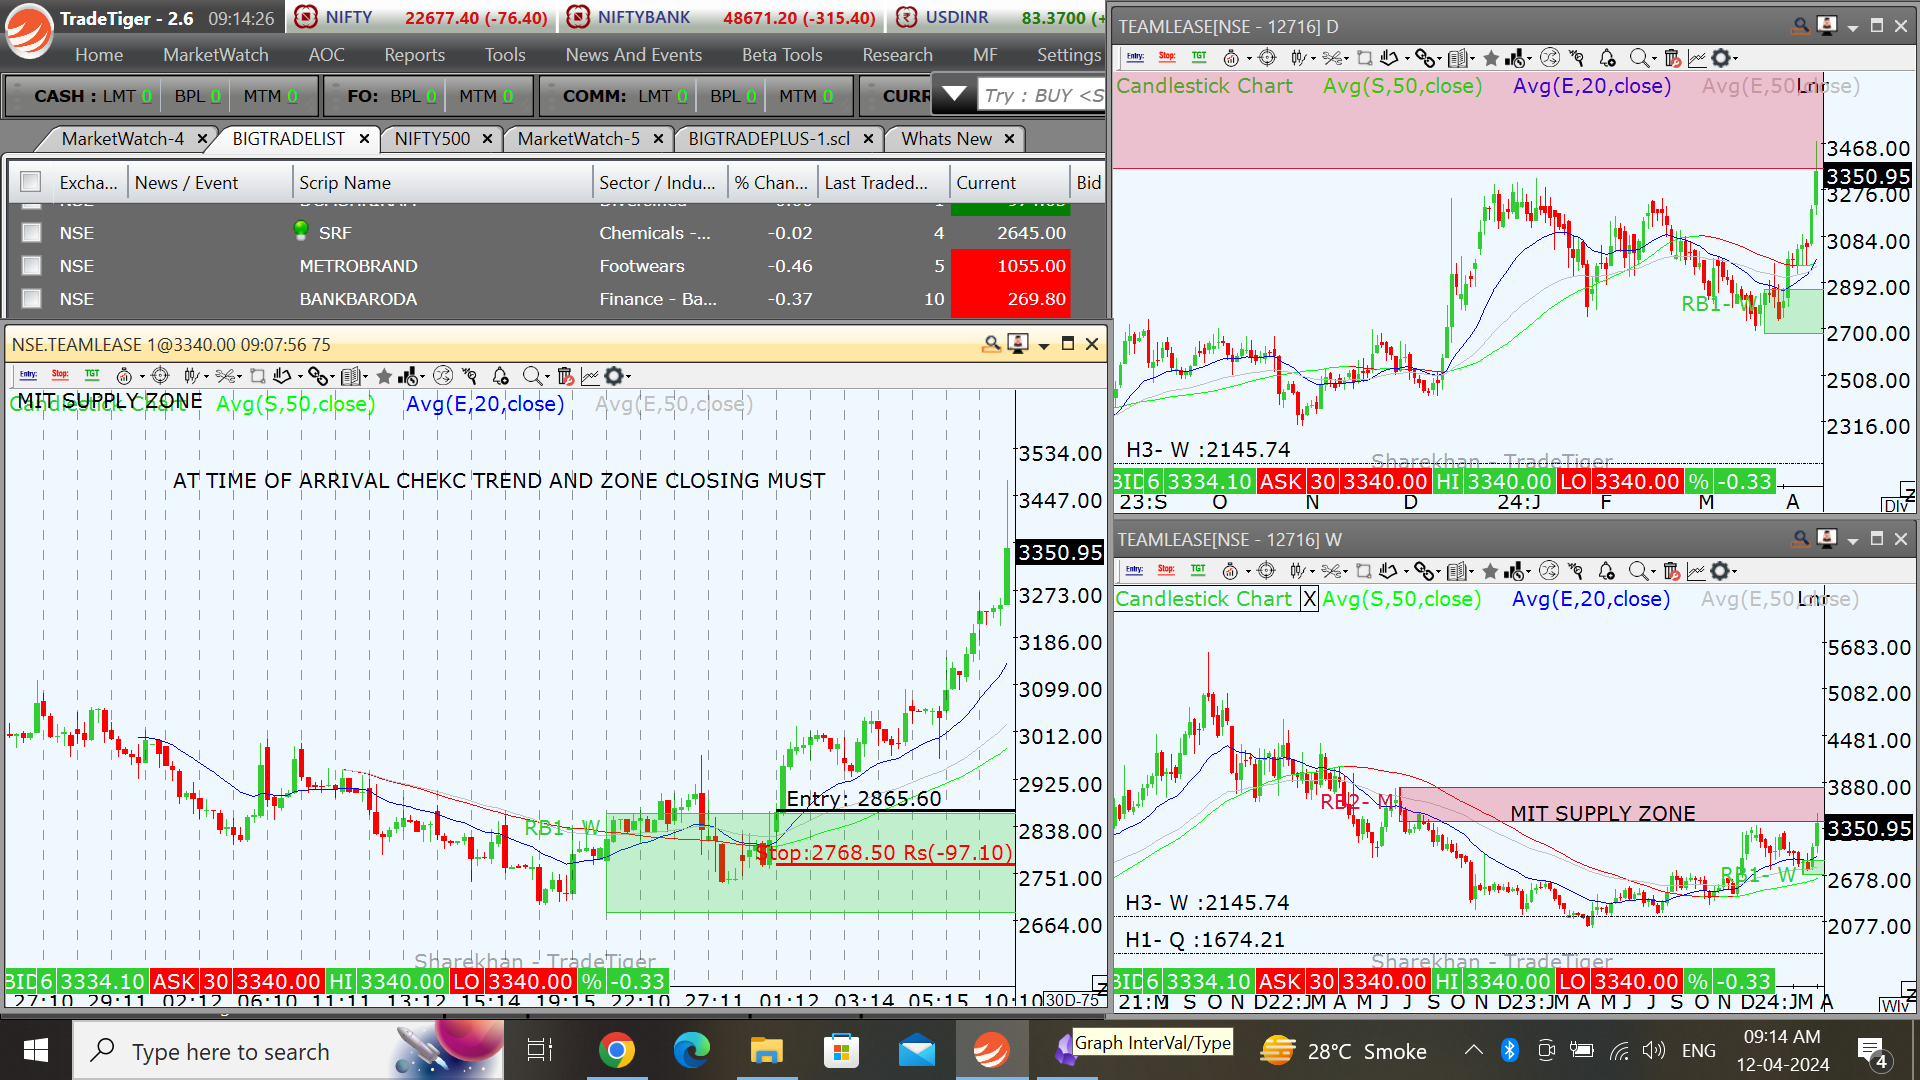 TradeTiger - 2.6 09:14:26 NIFTY 22677.40 (-76.40) NIFTYBANK 48671.20 (-315.40) USDINR 83.3700 (+
Home MarketWatch AOC Reports Tools News And Events Beta Tools Research MF Settings
CASH : LMT 0 BPL 0 MTM 0 FO: BPL 0 MTM 0 COMM: LMT 0 BPL 0 MTM 0 CURR Try : BUY <S
MarketWatch-4 BIGTRADELIST NIFTY500 MarketWatch-5 BIGTRADEPLUS-1.scl Whats New
Excha... News / Event Scrip Name Sector / Indu... % Chan... Last Traded... Current Bid
NSE SRF Chemicals -... -0.02 4 2645.00
NSE METROBRAND Footwears -0.46 5 1055.00
NSE BANKBARODA Finance - Ba... -0.37 10 269.80
NSE.TEAMLEASE 1@3340.00 09:07:56 75
Entry: Stop: TGT
MIT SUPPLY ZONE
Candlestick Chart Avg(S,50,close) Avg(E,20,close) Avg(E,50,close)
AT TIME OF ARRIVAL CHEKC TREND AND ZONE CLOSING MUST
3534.00
3447.00
3350.95
3273.00
3186.00
3099.00
3012.00
2925.00
Entry: 2865.60
RB1- W
2838.00
Stop:2768.50 Rs(-97.10)
2751.00
2664.00
Sharekhan - TradeTiger
BID 6 3334.10 ASK 30 3340.00 HI 3340.00 LO 3340.00 % -0.33
27:10 29:11 02:12 06:10 11:11 13:12 14:14 19:15 22:10 27:11 01:12 03:14 05:15 10:10 30D-75
TEAMLEASE[NSE - 12716] D
Entry: Stop: TGT
Candlestick Chart Avg(S,50,close) Avg(E,20,close) Avg(E,50,close)
3468.00
3350.95
3276.00
3084.00
2892.00
RB1- W
2700.00
2508.00
2316.00
H3- W :2145.74
Sharekhan - TradeTiger
BID 6 3334.10 ASK 30 3340.00 HI 3340.00 LO 3340.00 % -0.33
23:S O N D 24:J F M A
TEAMLEASE[NSE - 12716] W
Entry: Stop: TGT
Candlestick Chart X Avg(S,50,close) Avg(E,20,close) Avg(E,50,close)
5683.00
5082.00
4481.00
3880.00
RB2- M
MIT SUPPLY ZONE
3350.95
RB1- W
2678.00
H3- W :2145.74
2077.00
H1- Q :1674.21
Sharekhan - TradeTiger
BID 6 3334.10 ASK 30 3340.00 HI 3340.00 LO 3340.00 % -0.33
S O N D 22:J M A M J J S O N D 23:J M A M J J S O N D 24:J M A
Type here to search
Graph InterVal/Type
28°C Smoke
ENG
09:14 AM
12-04-2024
4